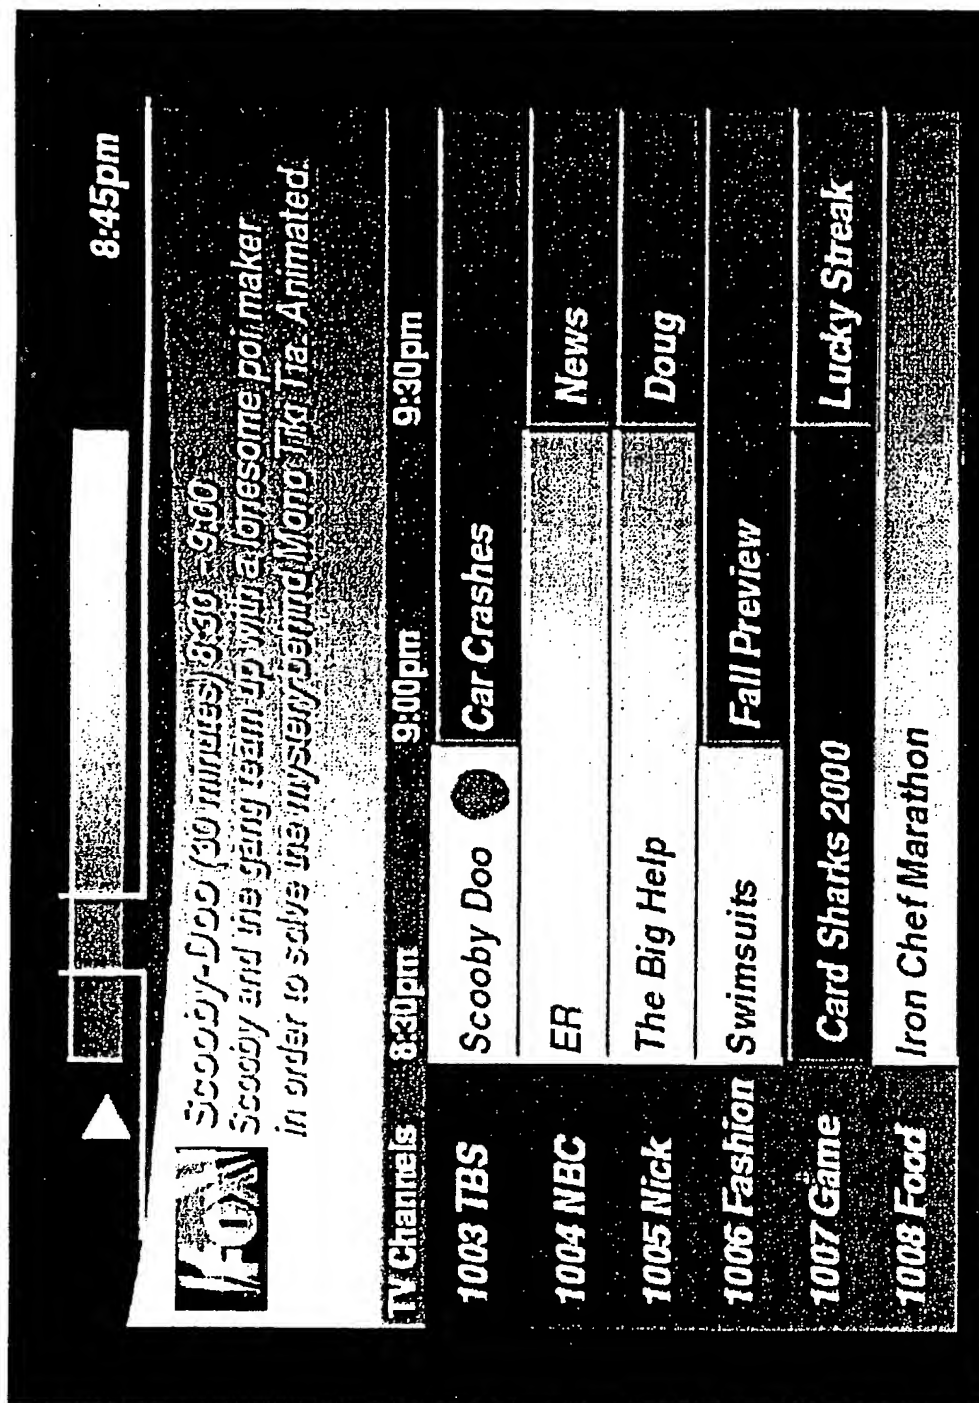 8:45pm
FOX
Scooby-Doo (30 minutes) 8:30 - 9:00
Scooby and the gang team up with a lonesome poi maker
in order to solve the mystery behind Mono Tiki Tia. Animated.
TV Channels 8:30pm 9:00pm 9:30pm
1003 TBS Scooby Doo Car Crashes
1004 NBC ER News
1005 Nick The Big Help Doug
1006 Fashion Swimsuits Fall Preview
1007 Game Card Sharks 2000 Lucky Streak
1008 Food Iron Chef Marathon